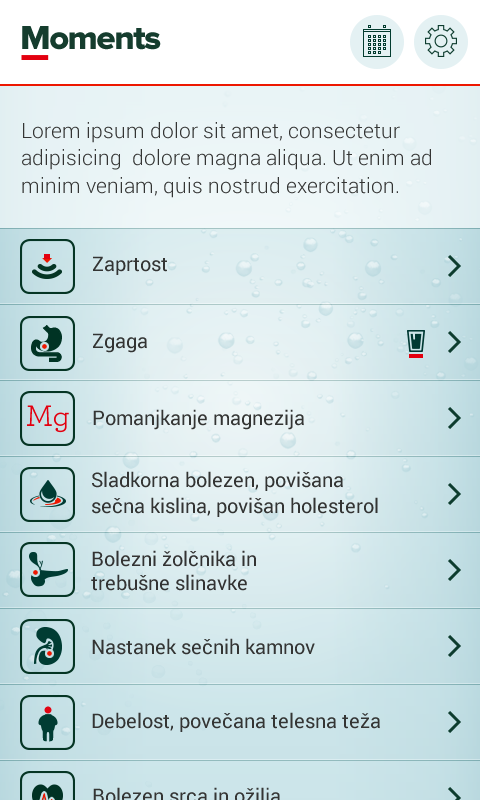 Moments
Lorem ipsum dolor sit amet, consectetur
adipisicing dolore magna aliqua. Ut enim ad
minim veniam, quis nostrud exercitation.
Zaprtost
Zgaga
Mg
Pomanjkanje magnezija
Sladkorna bolezen, povišana
sečna kislina, povišan holesterol
Bolezni žolčnika in
trebušne slinavke
Nastanek sečnih kamnov
Debelost, povečana telesna teža
Bolezen srca in ožilja